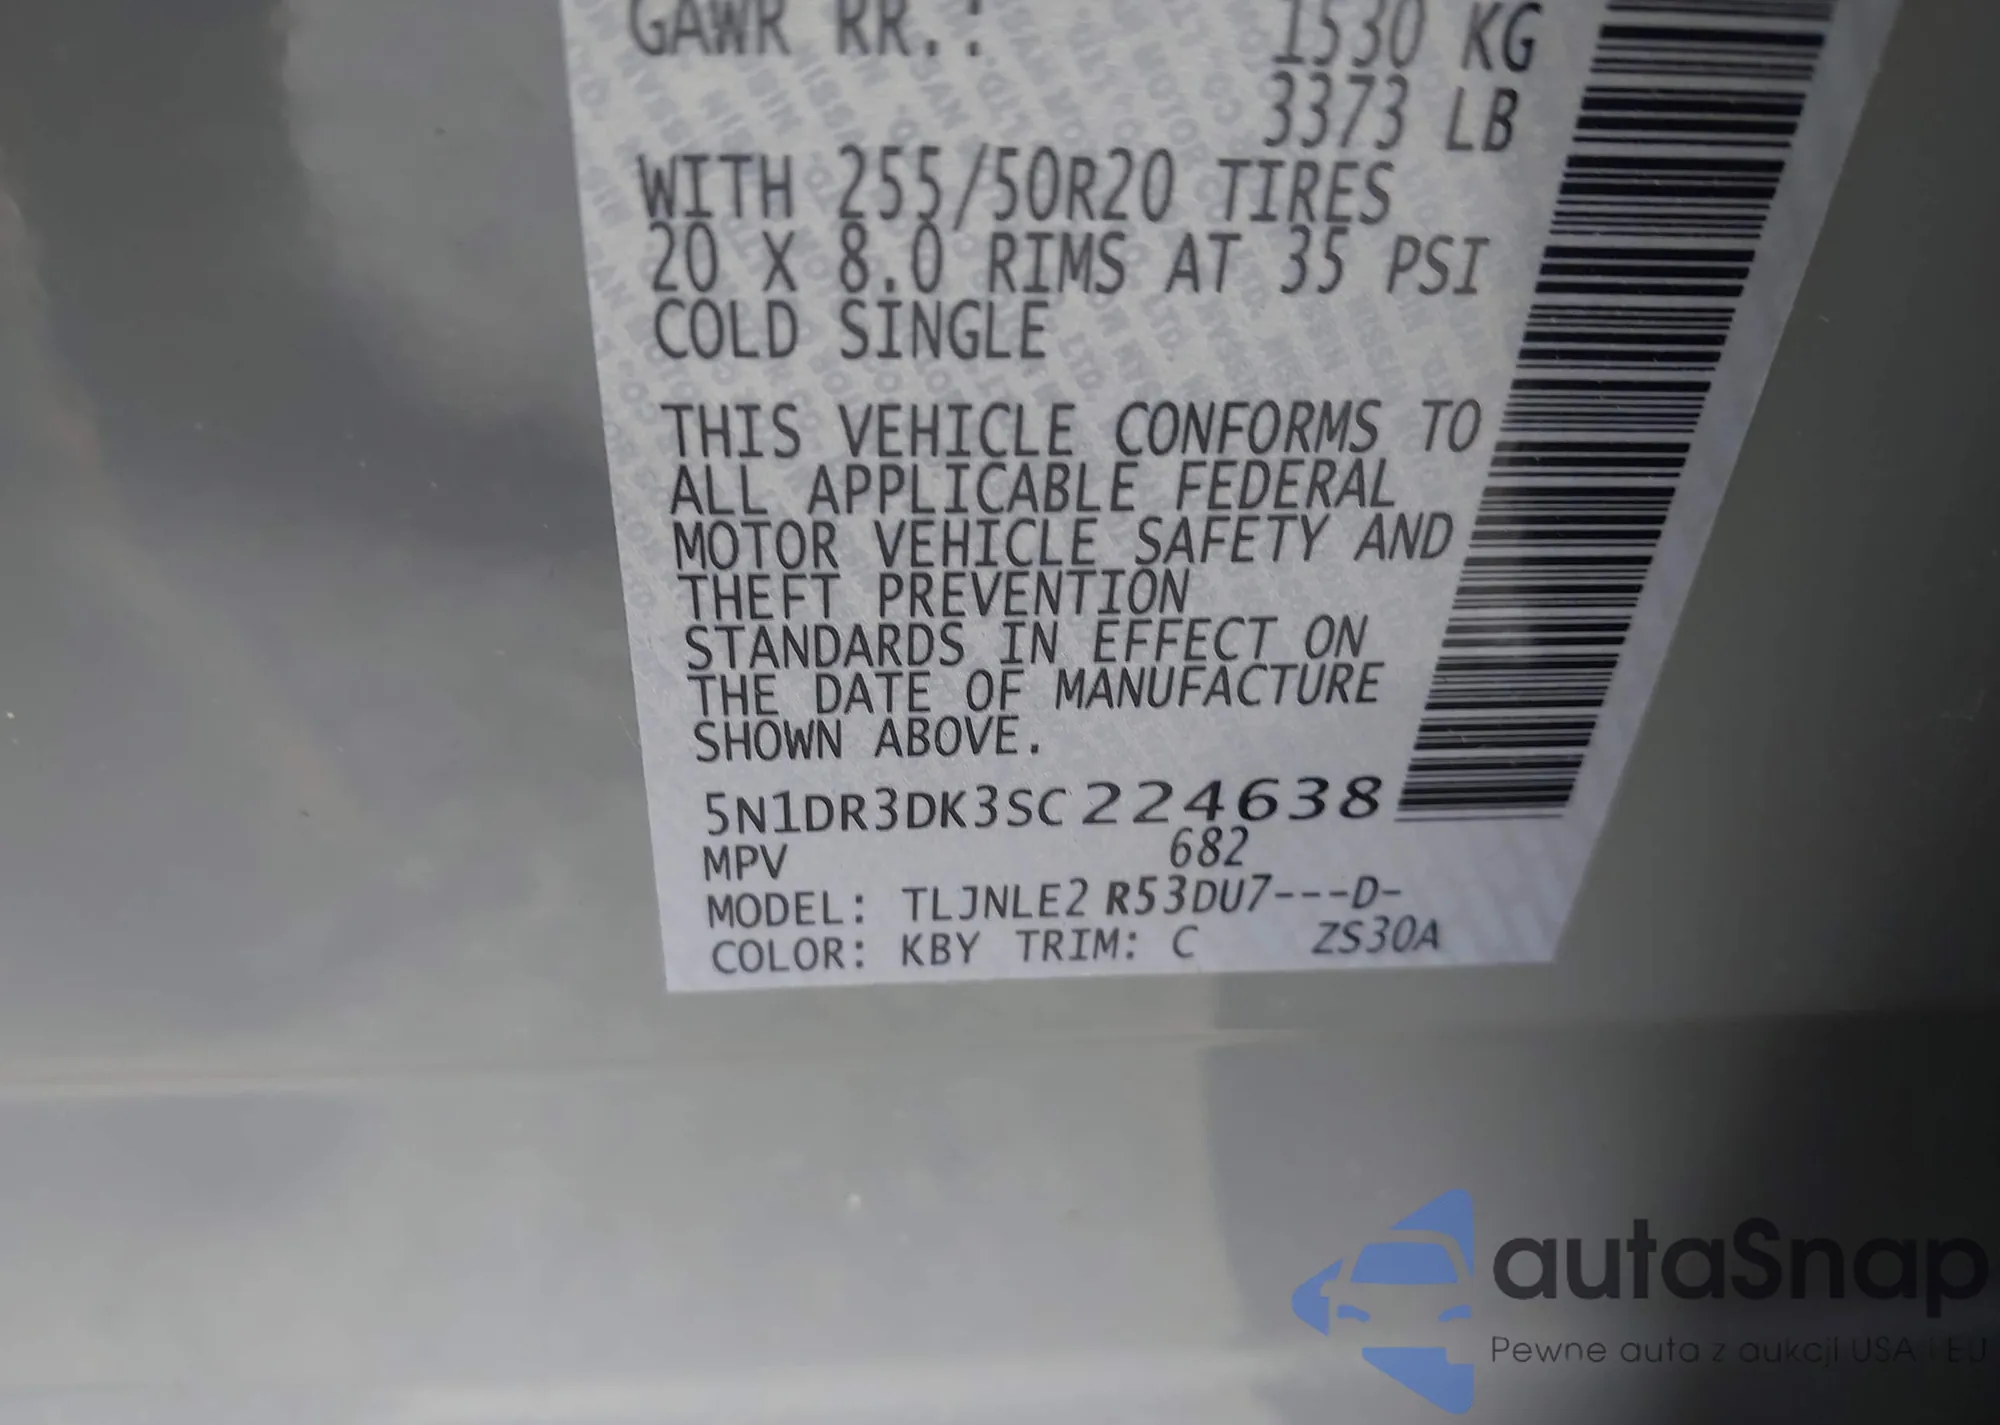 GAWR RR.: 1530 KG
3373 LB
WITH 255/50R20 TIRES
20 X 8.0 RIMS AT 35 PSI
COLD SINGLE
THIS VEHICLE CONFORMS TO
ALL APPLICABLE FEDERAL
MOTOR VEHICLE SAFETY AND
THEFT PREVENTION
STANDARDS IN EFFECT ON
THE DATE OF MANUFACTURE
SHOWN ABOVE.
5N1DR3DK3SC224638
MPV 682
MODEL: TLJNLE2 R53DU7---D-
COLOR: KBY TRIM: C ZS30A
autaSnap
Pewne auta z aukcji USA i EU